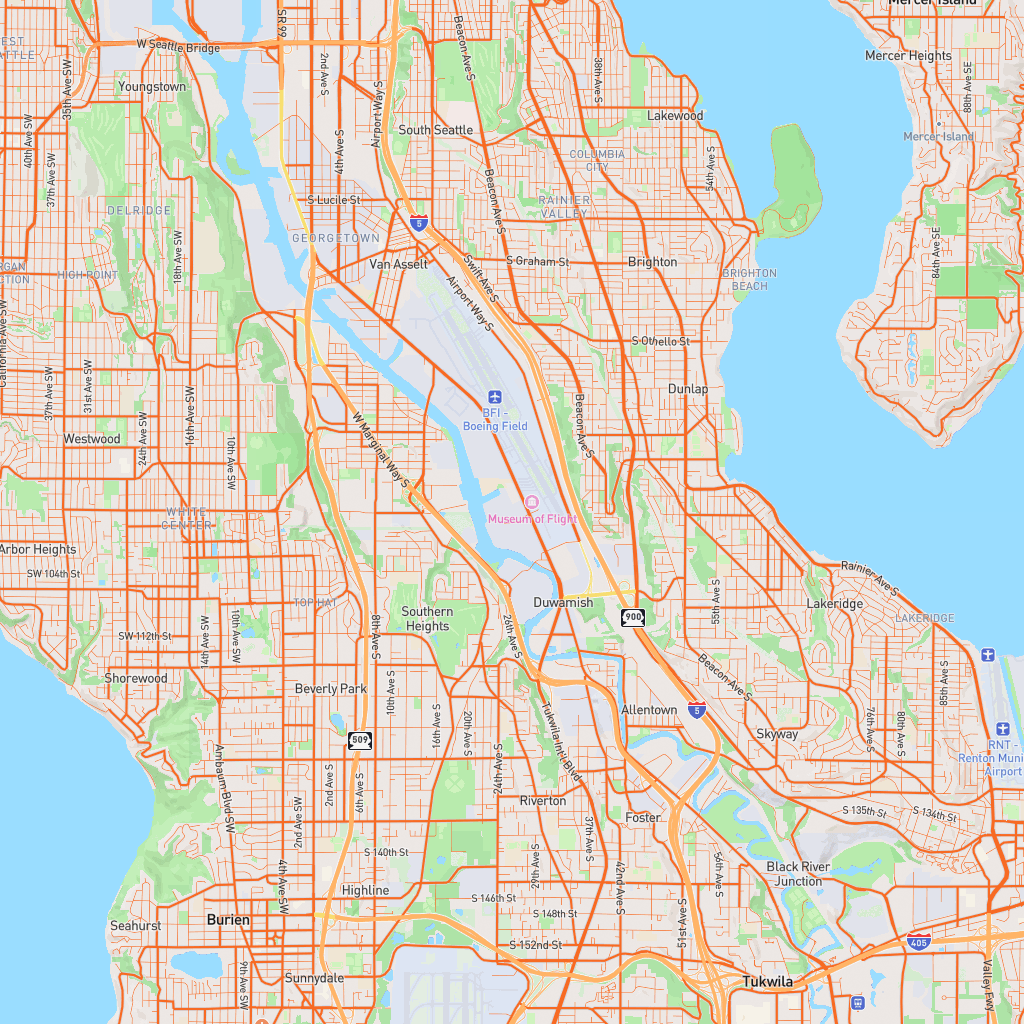 Mercer Island
SR 99
W Seattle Bridge
Beacon Ave S
38th Ave S
Mercer Heights
35th Ave SW
2nd Ave S
88th Ave SE
Youngstown
Airport Way S
Lakewood
40th Ave SW
4th Ave S
South Seattle
Mercer Island
37th Ave SW
COLUMBIA
CITY
54th Ave S
Beacon Ave S
S Lucile St
RAINIER
VALLEY
DELRIDGE
5
GEORGETOWN
84th Ave SE
18th Ave SW
Van Asselt
S Graham St
Brighton
HIGH POINT
Swift Ave S
BRIGHTON
BEACH
Airport Way S
California Ave SW
S Othello St
37th Ave SW
31st Ave SW
16th Ave SW
Dunlap
BFI -
Boeing Field
Beacon Ave S
24th Ave SW
Westwood
10th Ave SW
W Marginal Way S
WHITE
CENTER
Museum of Flight
Arbor Heights
SW 104th St
Rainier Ave S
TOP HAT
Duwamish
55th Ave S
Lakeridge
Southern
Heights
900
LAKERIDGE
14th Ave SW
10th Ave SW
8th Ave S
26th Ave S
SW 112th St
Shorewood
Beverly Park
10th Ave S
Beacon Ave S
85th Ave S
16th Ave S
20th Ave S
Allentown
5
76th Ave S
80th Ave S
Skyway
Tukwila Int'l Blvd
509
RNT -
Renton Muni
Airport
24th Ave S
Ambaum Blvd SW
2nd Ave S
6th Ave S
Riverton
2nd Ave SW
Foster
S 135th St
S 134th St
37th Ave S
S 140th St
29th Ave S
42nd Ave S
56th Ave S
Black River
Junction
4th Ave SW
Highline
S 146th St
S 148th St
Burien
Seahurst
51st Ave S
S 152nd St
405
9th Ave SW
Sunnydale
Tukwila
Valley Fwy